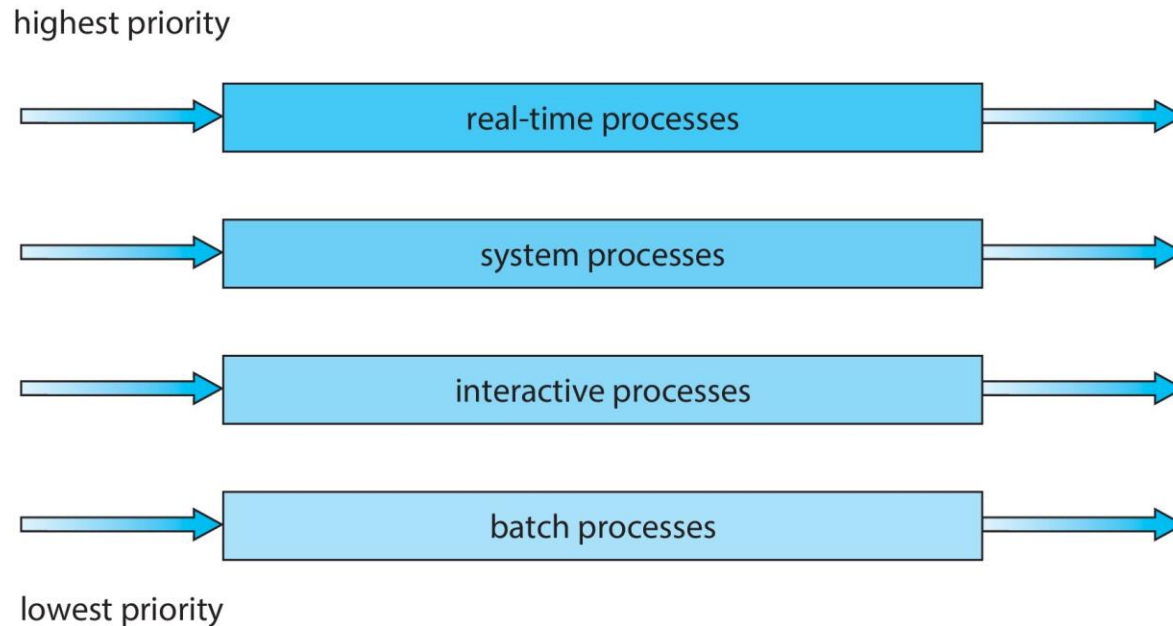 highest priority
real-time processes
system processes
interactive processes
batch processes
lowest priority